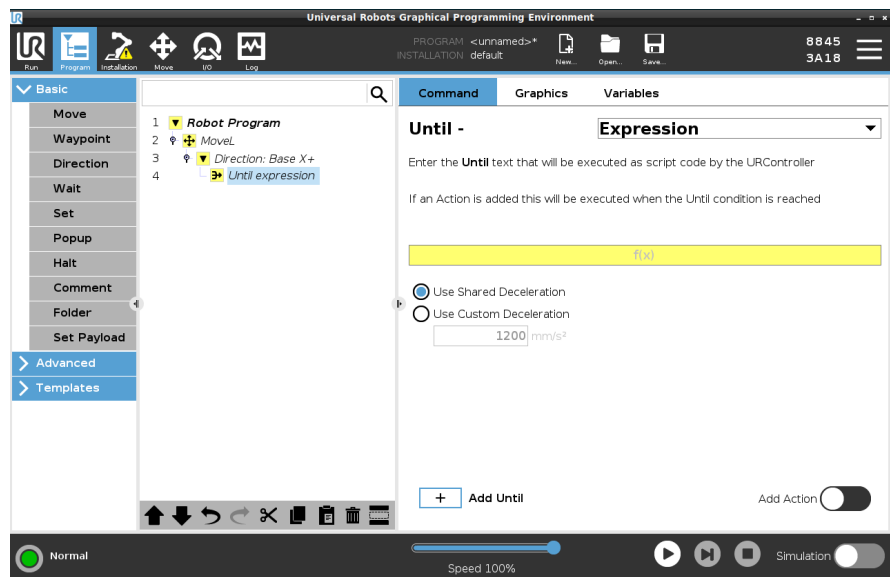 Universal Robots Graphical Programming Environment
UR
Run
Program
Installation
Move
I/O
Log
PROGRAM <unnamed>*
INSTALLATION default
New...
Open...
Save...
8845
3A18
Basic
Move
Waypoint
Direction
Wait
Set
Popup
Halt
Comment
Folder
Set Payload
Advanced
Templates
1 Robot Program
2 MoveL
3 Direction: Base X+
4 Until expression
Command Graphics Variables
Until - Expression
Enter the Until text that will be executed as script code by the URController
If an Action is added this will be executed when the Until condition is reached
f(x)
Use Shared Deceleration
Use Custom Deceleration
1200 mm/s²
+ Add Until
Add Action
Normal
Speed 100%
Simulation